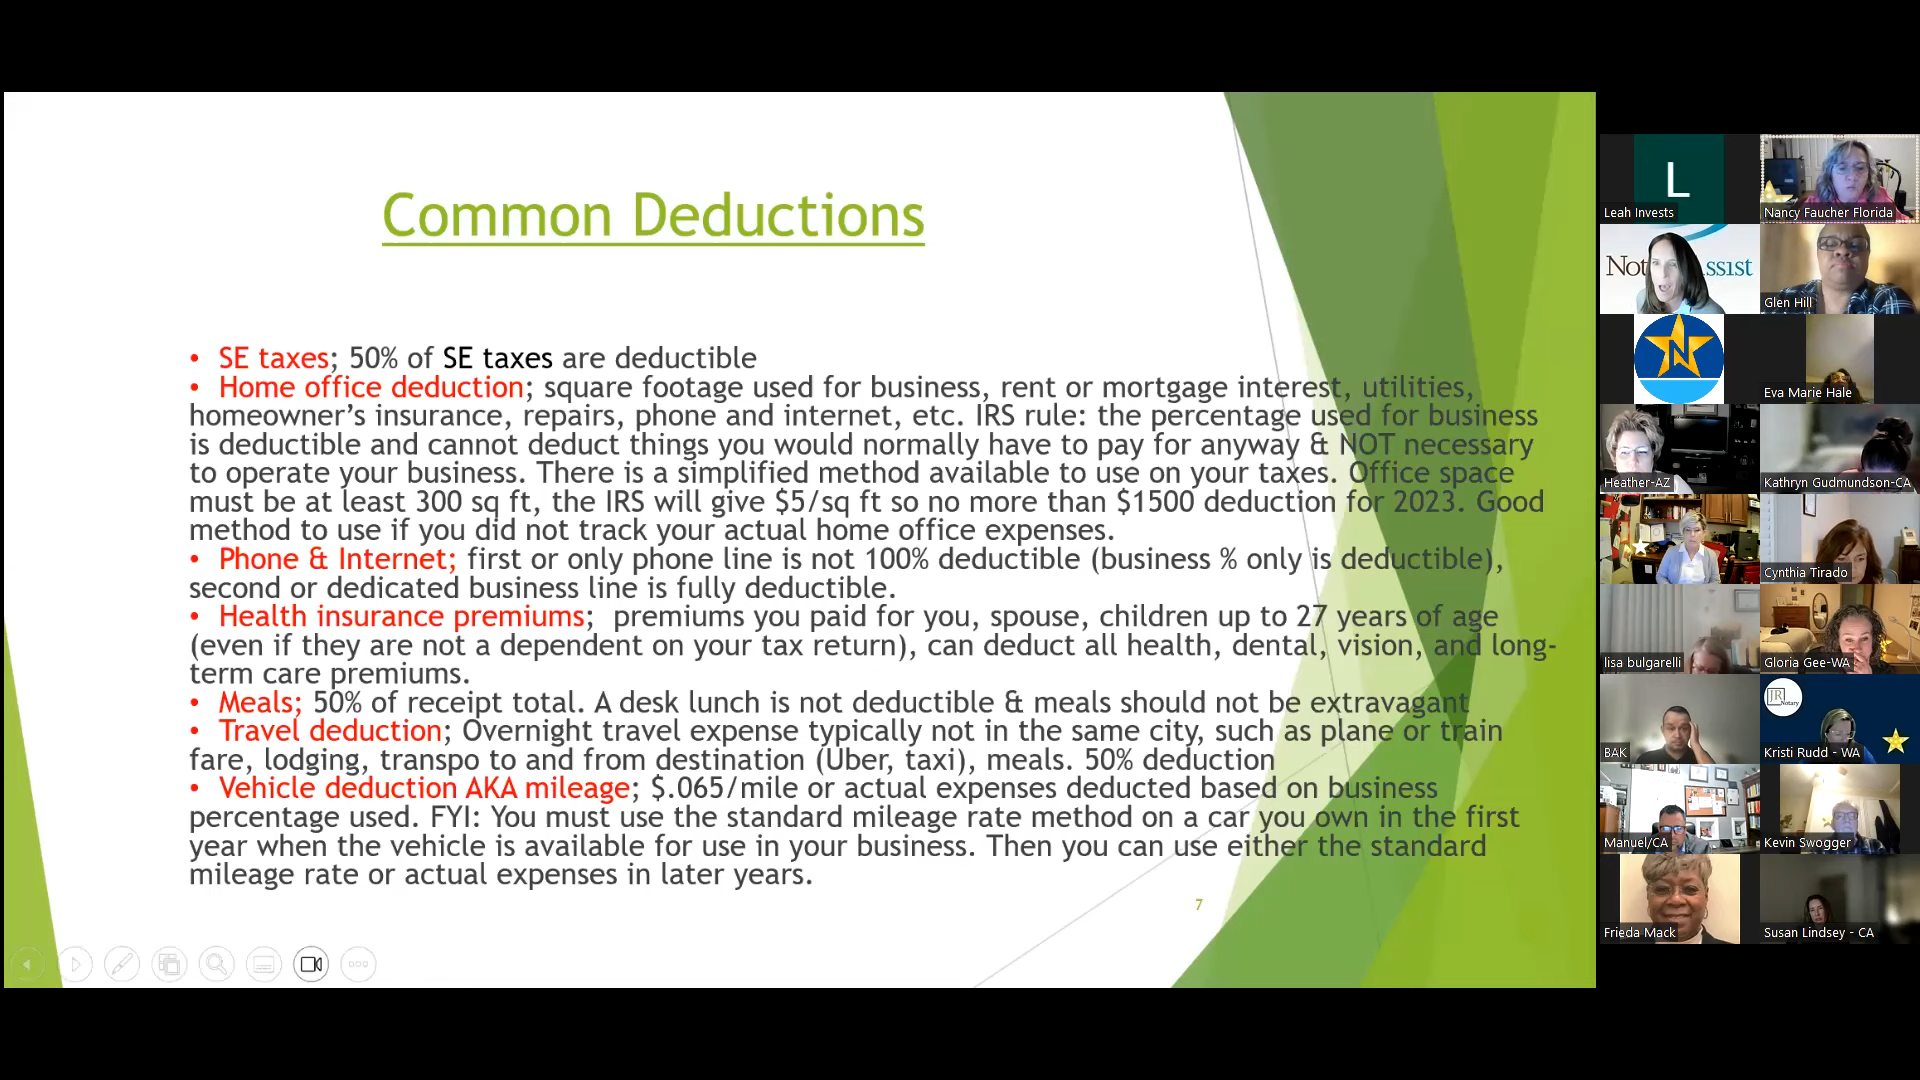 Common Deductions
• SE taxes; 50% of SE taxes are deductible
• Home office deduction; square footage used for business, rent or mortgage interest, utilities,
homeowner’s insurance, repairs, phone and internet, etc. IRS rule: the percentage used for business
is deductible and cannot deduct things you would normally have to pay for anyway & NOT necessary
to operate your business. There is a simplified method available to use on your taxes. Office space
must be at least 300 sq ft, the IRS will give $5/sq ft so no more than $1500 deduction for 2023. Good
method to use if you did not track your actual home office expenses.
• Phone & Internet; first or only phone line is not 100% deductible (business % only is deductible),
second or dedicated business line is fully deductible.
• Health insurance premiums; premiums you paid for you, spouse, children up to 27 years of age
(even if they are not a dependent on your tax return), can deduct all health, dental, vision, and long-
term care premiums.
• Meals; 50% of receipt total. A desk lunch is not deductible & meals should not be extravagant
• Travel deduction; Overnight travel expense typically not in the same city, such as plane or train
fare, lodging, transpo to and from destination (Uber, taxi), meals. 50% deduction
• Vehicle deduction AKA mileage; $.065/mile or actual expenses deducted based on business
percentage used. FYI: You must use the standard mileage rate method on a car you own in the first
year when the vehicle is available for use in your business. Then you can use either the standard
mileage rate or actual expenses in later years.
7
L
Leah Invests
Nancy Faucher Florida
Not ssist
Glen Hill
N
Eva Marie Hale
Heather-AZ
Kathryn Gudmundson-CA
Cynthia Tirado
lisa bulgarelli
Gloria Gee-WA
BAK
JR
Notary
Kristi Rudd - WA
Manuel/CA
Kevin Swogger
Frieda Mack
Susan Lindsey - CA